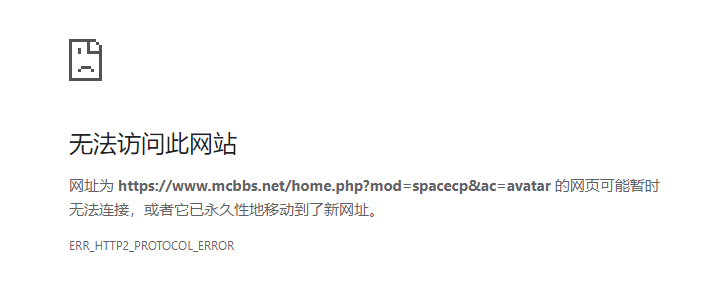 无法访问此网站
网址为 https://www.mcbbs.net/home.php?mod=spacecp&ac=avatar 的网页可能暂时
无法连接，或者它已永久性地移动到了新网址。
ERR_HTTP2_PROTOCOL_ERROR